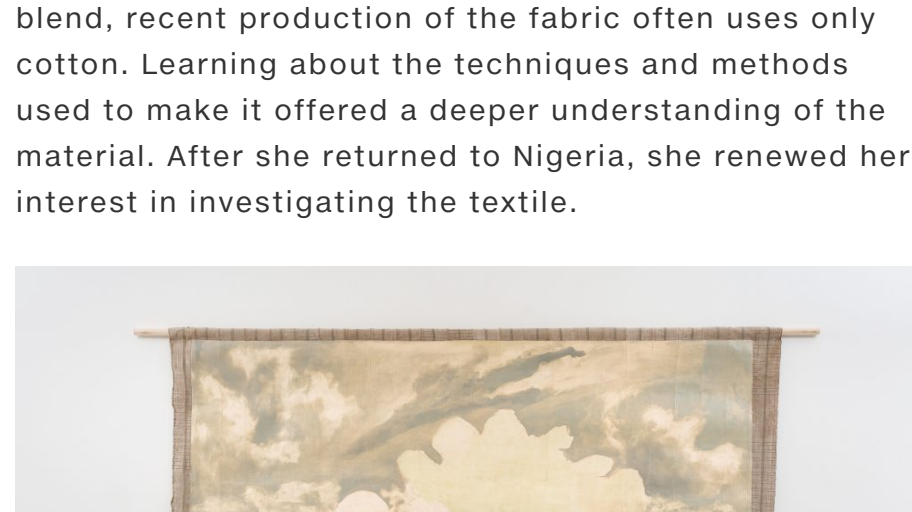 blend, recent production of the fabric often uses only
cotton. Learning about the techniques and methods
used to make it offered a deeper understanding of the
material. After she returned to Nigeria, she renewed her
interest in investigating the textile.